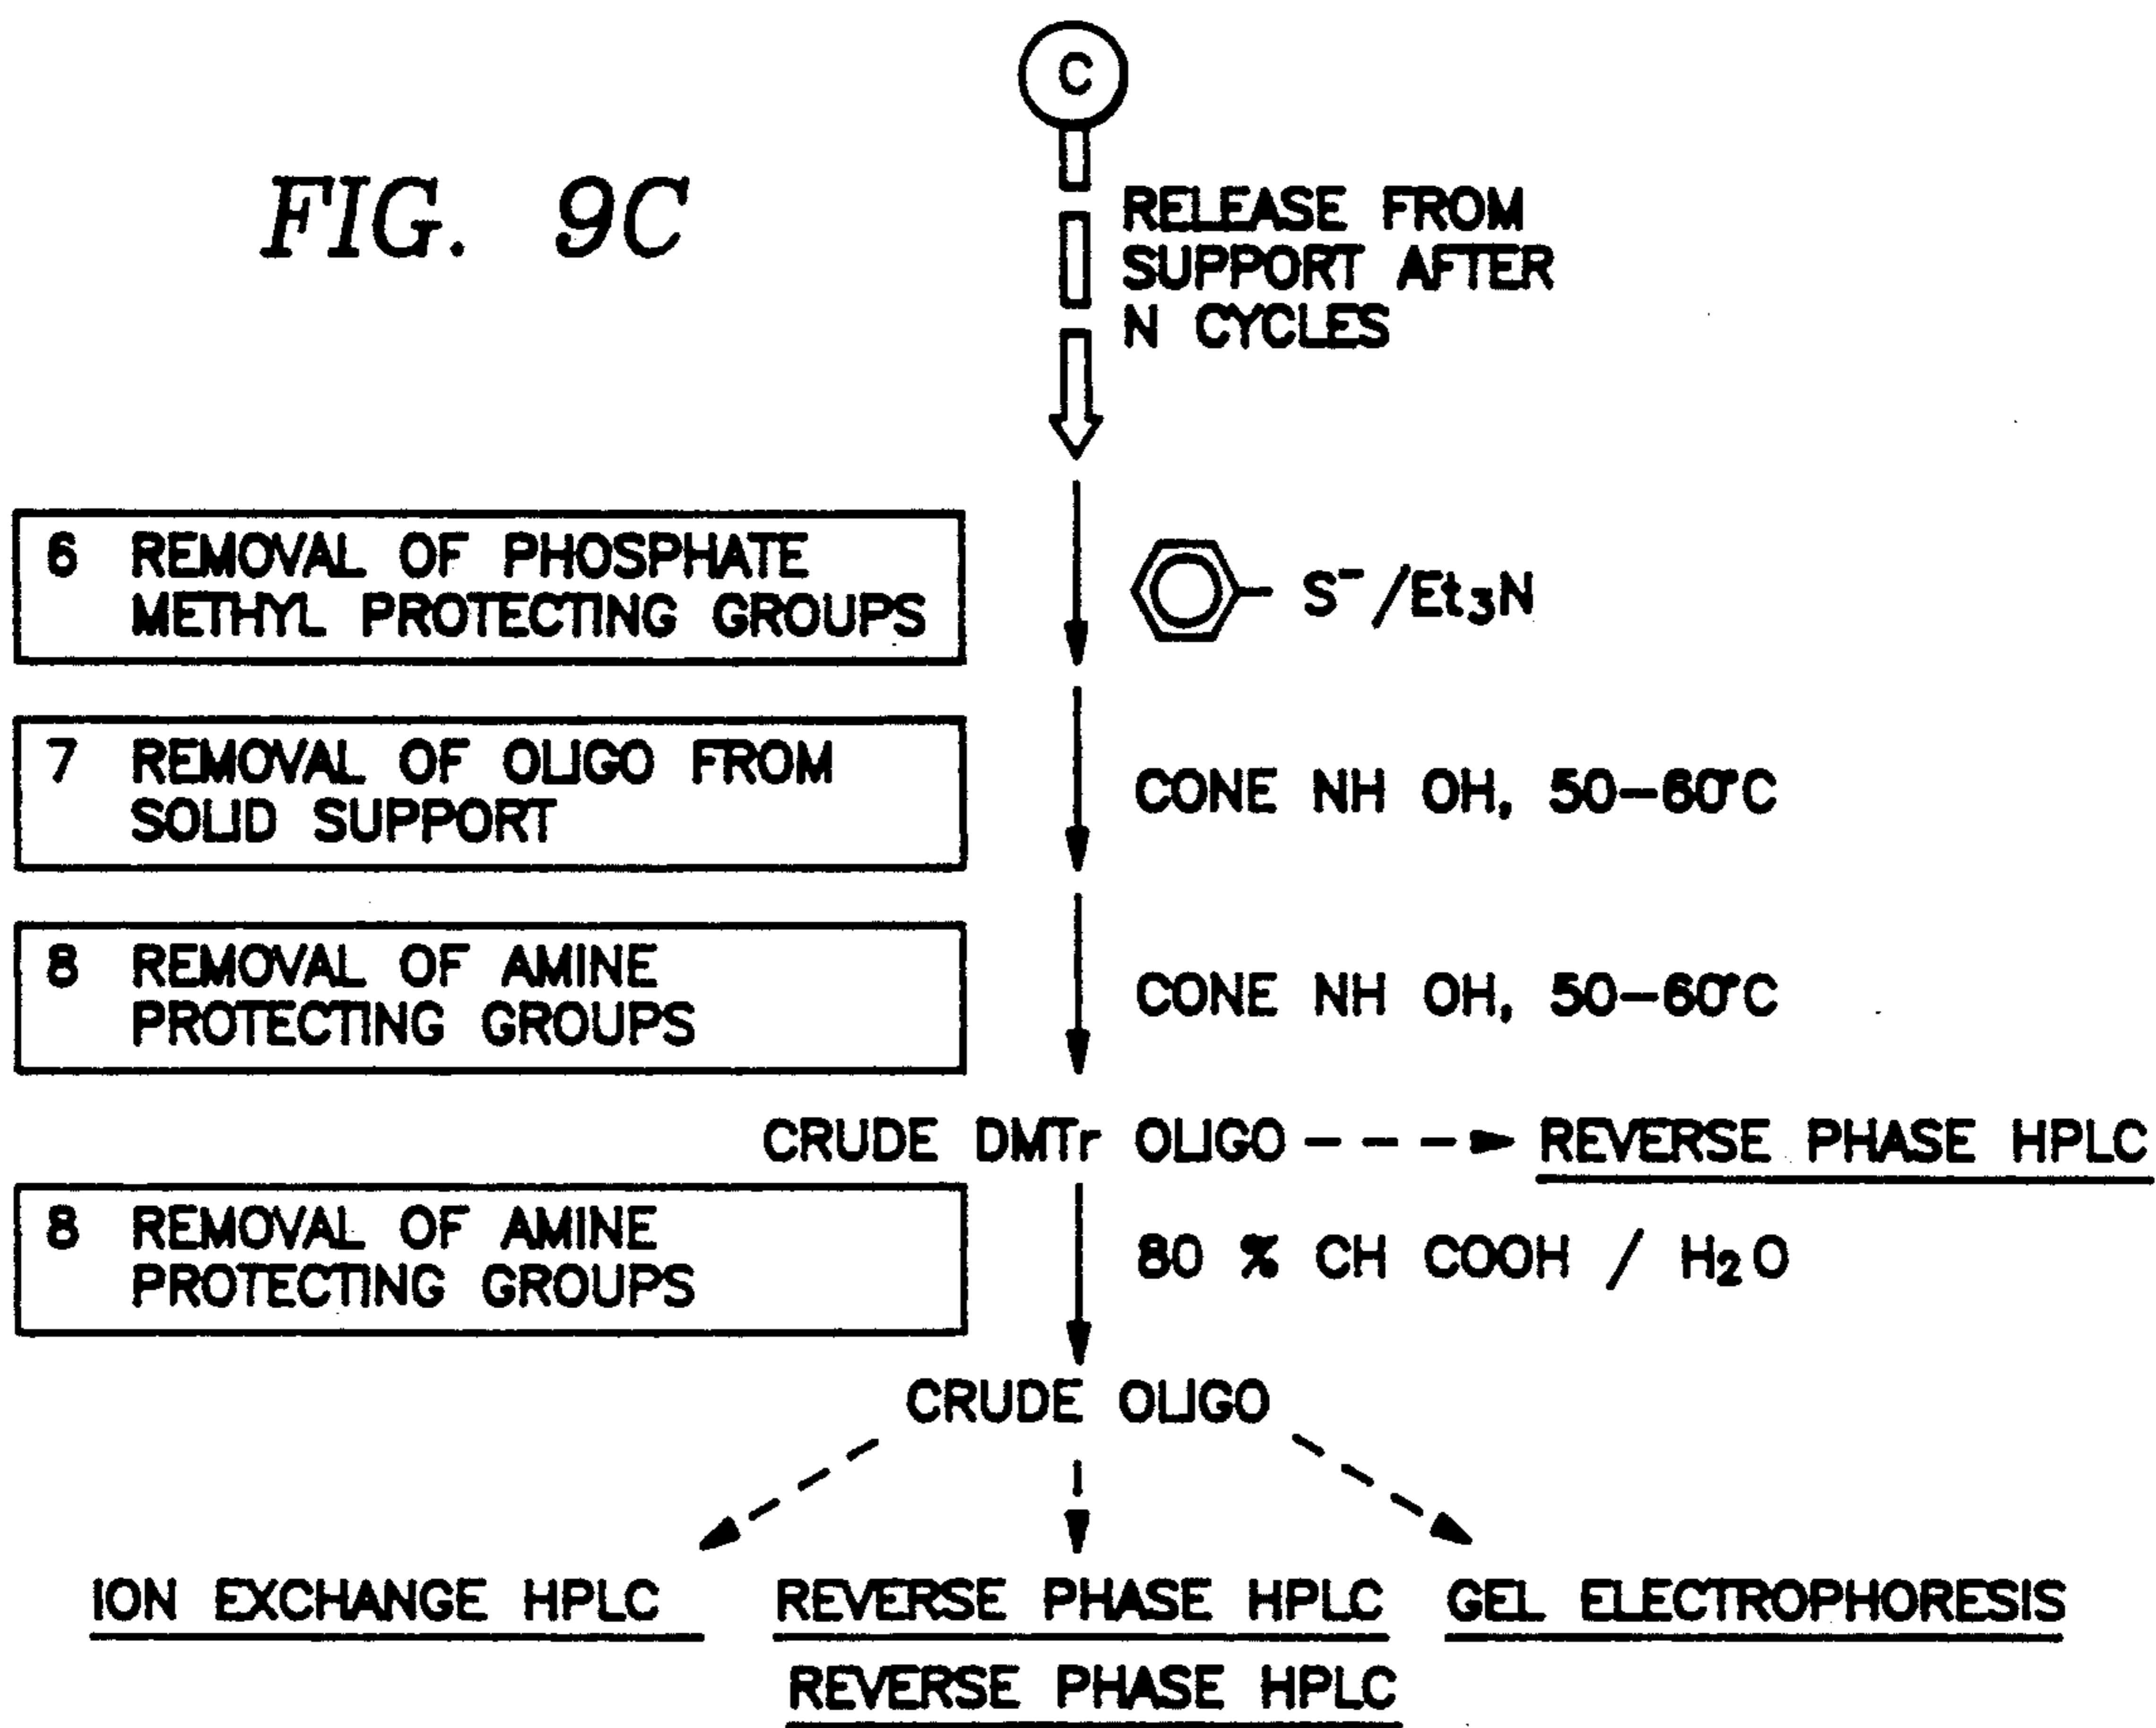 C
FIG. 9C
RELEASE FROM
SUPPORT AFTER
N CYCLES
6 REMOVAL OF PHOSPHATE
METHYL PROTECTING GROUPS
S⁻/Et₃N
7 REMOVAL OF OLIGO FROM
SOLID SUPPORT
CONE NH OH, 50-60°C
8 REMOVAL OF AMINE
PROTECTING GROUPS
CONE NH OH, 50-60°C
CRUDE DMTr OLIGO
REVERSE PHASE HPLC
8 REMOVAL OF AMINE
PROTECTING GROUPS
80 % CH COOH / H₂O
CRUDE OLIGO
ION EXCHANGE HPLC
REVERSE PHASE HPLC
GEL ELECTROPHORESIS
REVERSE PHASE HPLC